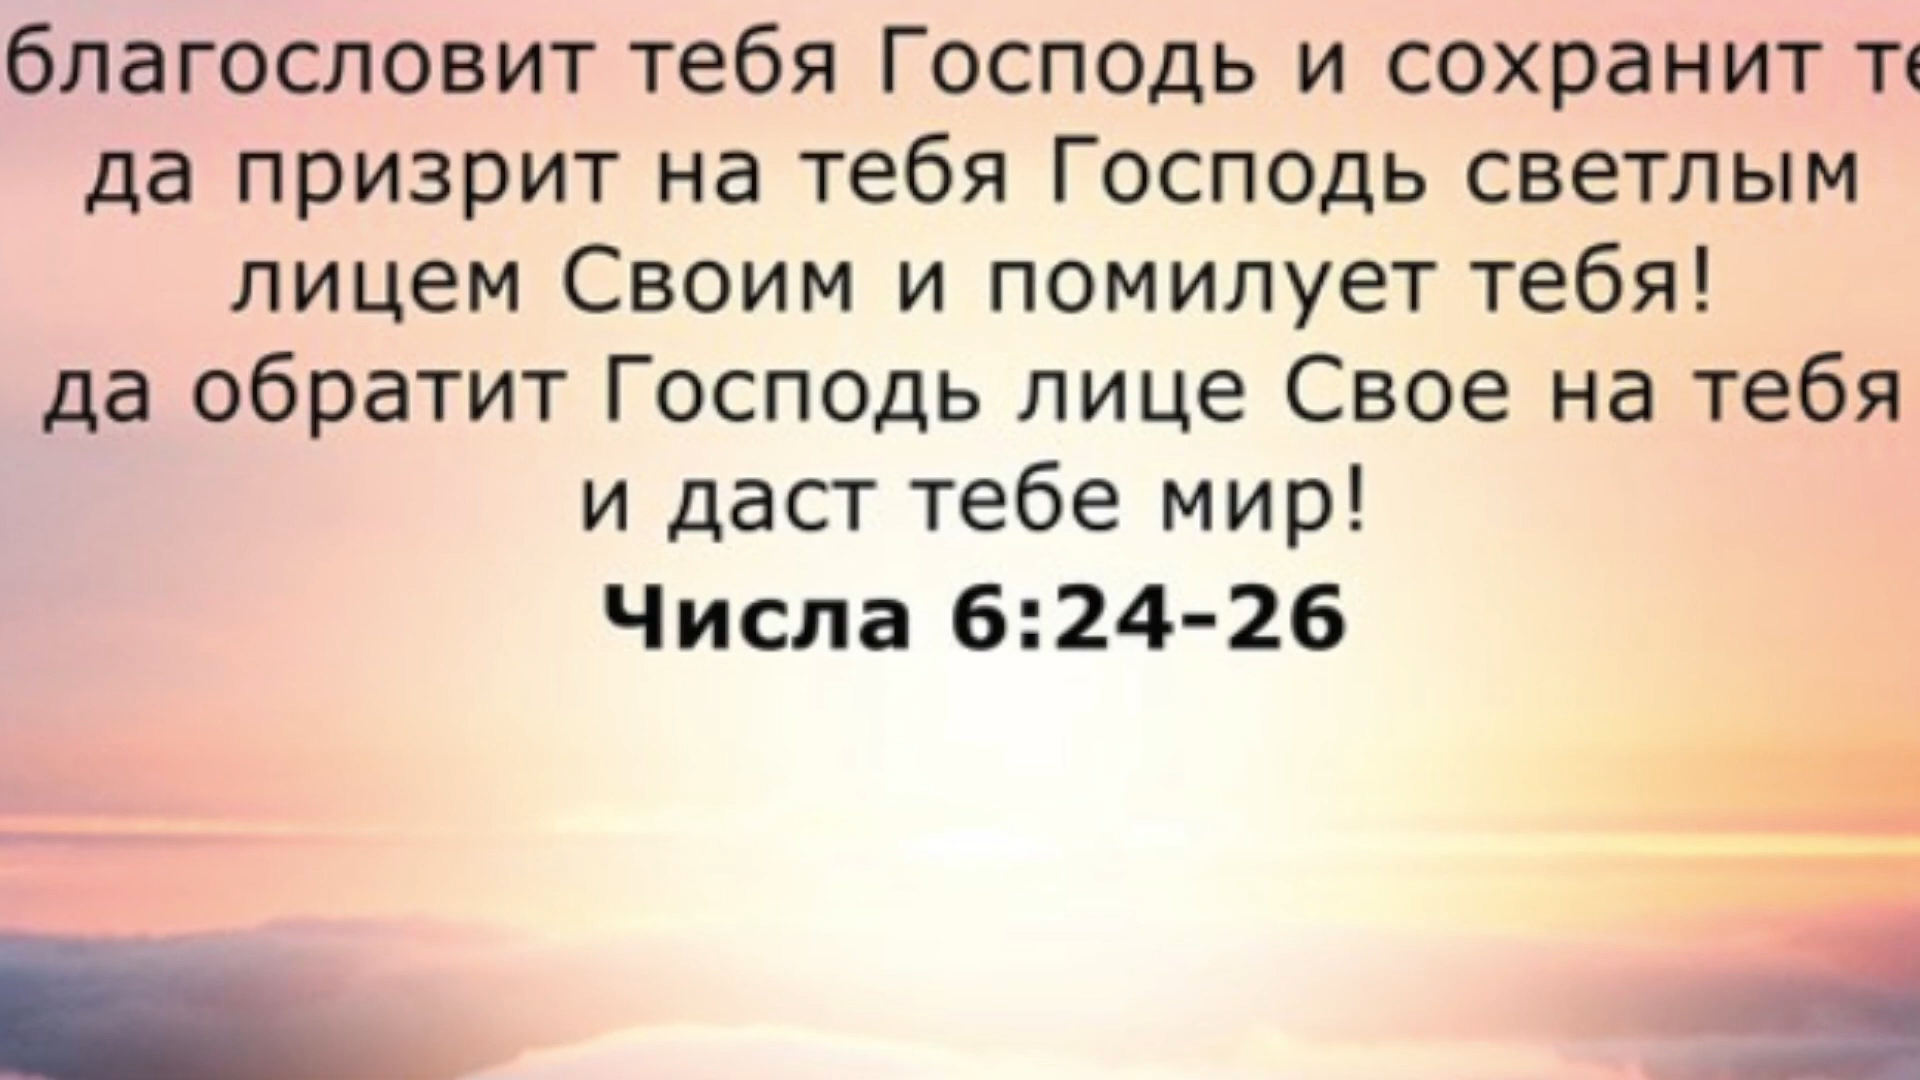 благословит тебя Господь и сохранит те
да призрит на тебя Господь светлым
лицем Своим и помилует тебя!
да обратит Господь лице Свое на тебя
и даст тебе мир!
Числа 6:24-26